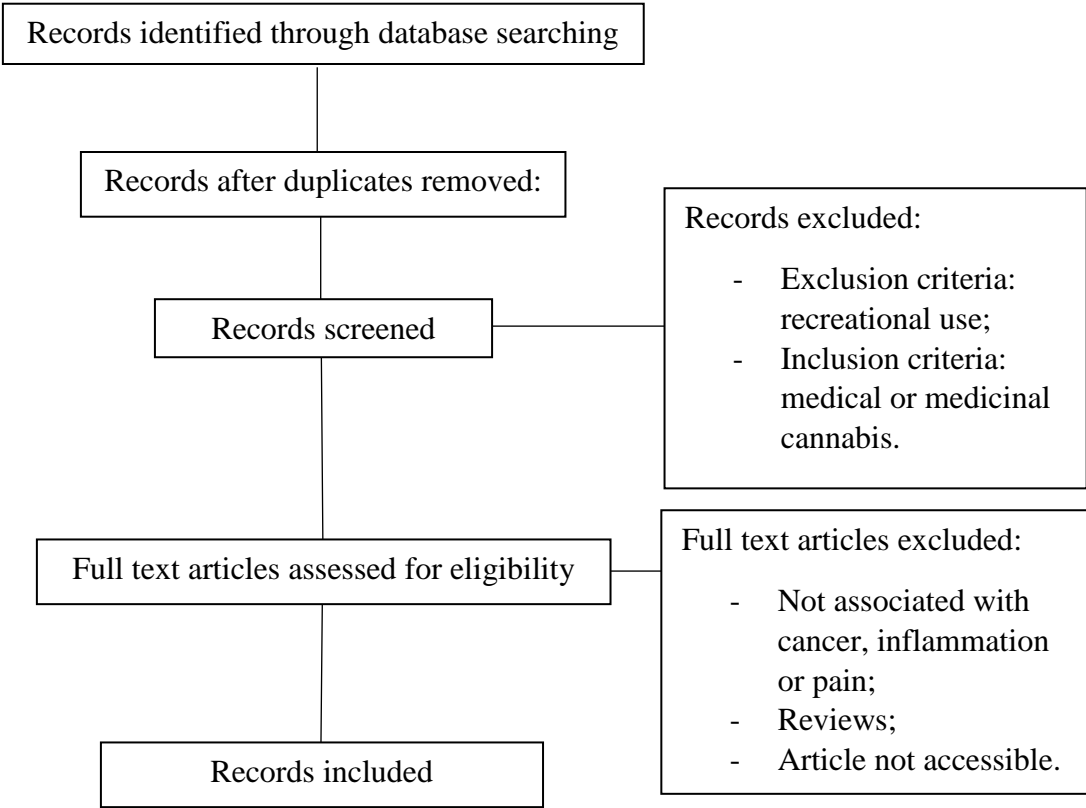 Records identified through database searching
Records after duplicates removed:
Records screened
Records excluded:
- Exclusion criteria:
recreational use;
- Inclusion criteria:
medical or medicinal
cannabis.
Full text articles assessed for eligibility
Full text articles excluded:
- Not associated with
cancer, inflammation
or pain;
- Reviews;
- Article not accessible.
Records included